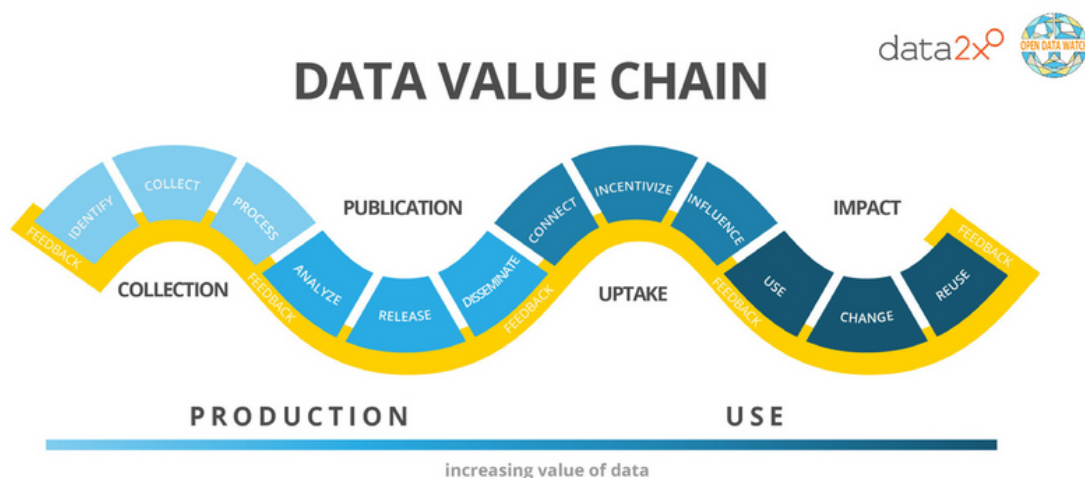 data2x
OPEN DATA WATCH
DATA VALUE CHAIN
IDENTIFY
COLLECT
PROCESS
COLLECTION
ANALYZE
RELEASE
DISSEMINATE
PUBLICATION
CONNECT
INCENTIVIZE
INFLUENCE
UPTAKE
USE
CHANGE
REUSE
IMPACT
FEEDBACK
FEEDBACK
FEEDBACK
FEEDBACK
FEEDBACK
PRODUCTION
USE
increasing value of data